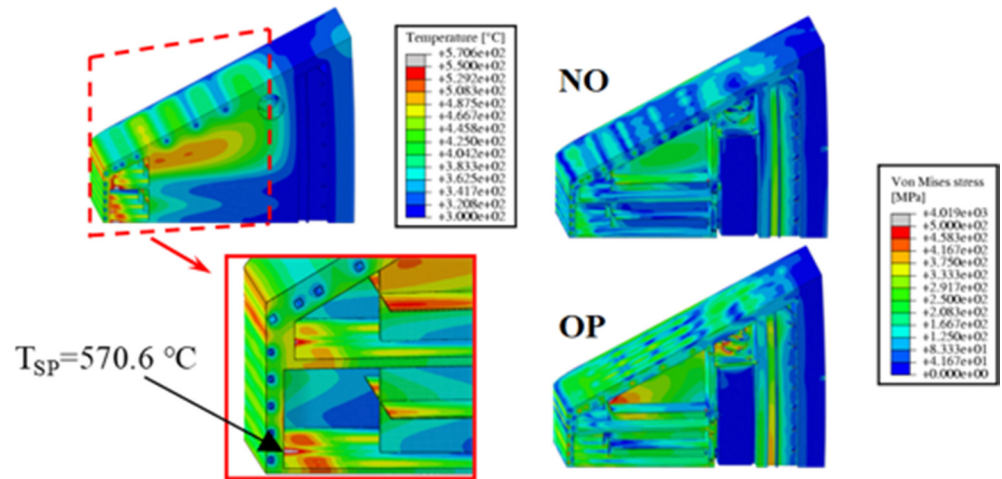 Temperature [°C]
+5.706e+02
+5.500e+02
+5.292e+02
+5.083e+02
+4.875e+02
+4.667e+02
+4.458e+02
+4.250e+02
+4.042e+02
+3.833e+02
+3.625e+02
+3.417e+02
+3.208e+02
+3.000e+02
NO
Von Mises stress
[MPa]
+4.019e+03
+5.000e+02
+4.583e+02
+4.167e+02
+3.750e+02
+3.333e+02
+2.917e+02
+2.500e+02
+2.083e+02
+1.667e+02
+1.250e+02
+8.333e+01
+4.167e+01
+0.000e+00
OP
TSP=570.6 °C